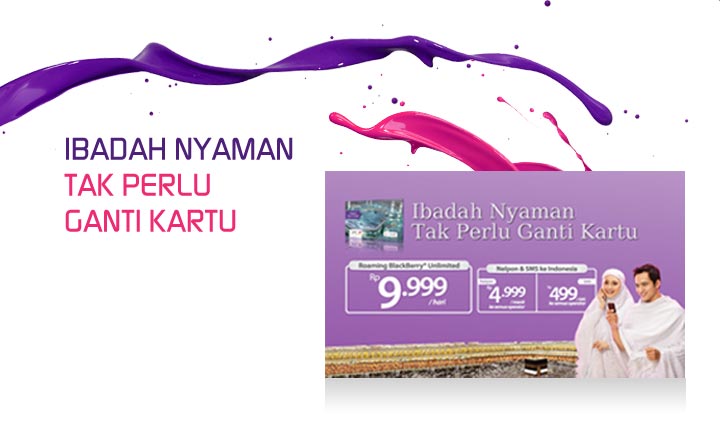 IBADAH NYAMAN
TAK PERLU
GANTI KARTU
Ibadah Nyaman
Tak Perlu Ganti Kartu
Roaming BlackBerry® Unlimited
Rp 9.999 /hari
Nelpon & SMS ke Indonesia
4.999
499